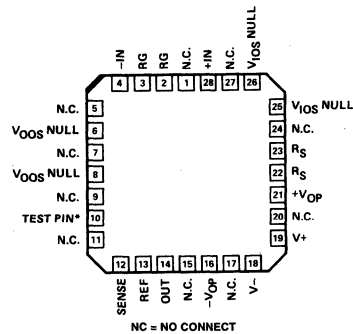 -IN
RG
RG
N.C.
+IN
N.C.
VIOS NULL
4
3
2
1
28
27
26
N.C. 5
VOOS NULL 6
N.C. 7
VOOS NULL 8
N.C. 9
TEST PIN* 10
N.C. 11
25 VIOS NULL
24 N.C.
23 RS
22 RS
21 +VOP
20 N.C.
19 V+
12
13
14
15
16
17
18
SENSE
REF
OUT
N.C.
-VOP
N.C.
V-
NC = NO CONNECT